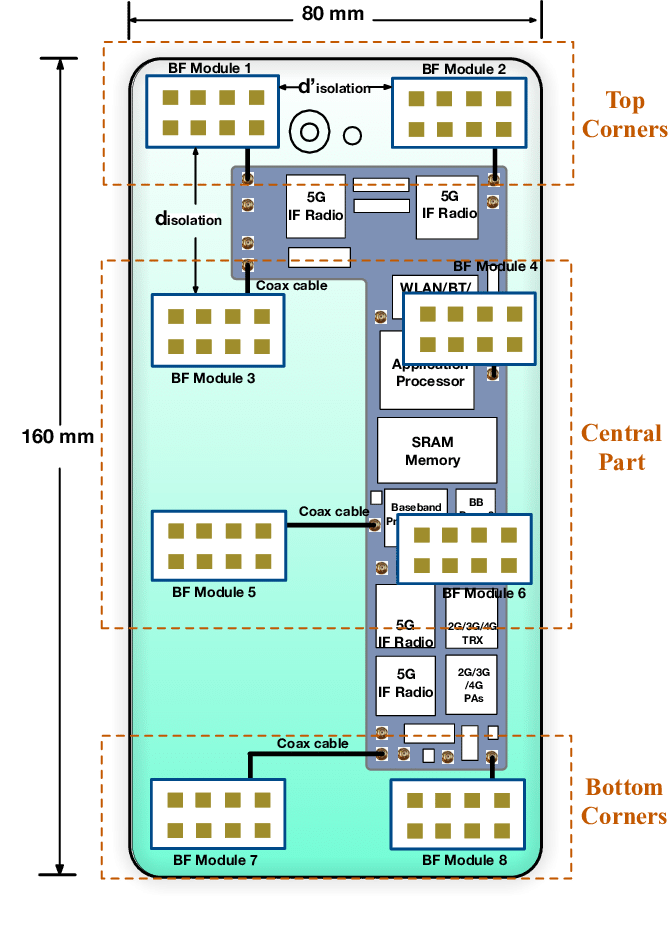 80 mm
BF Module 1
BF Module 2
d'isolation
Top
Corners
5G
IF Radio
5G
IF Radio
disolation
BF Module 4
Coax cable
WLAN/BT/
BF Module 3
Application
Processor
160 mm
Central
Part
SRAM
Memory
Coax cable
Baseband
BB
BF Module 5
BF Module 6
5G
IF Radio
2G/3G/4G
TRX
5G
IF Radio
2G/3G
/4G
PAs
Coax cable
Bottom
Corners
BF Module 7
BF Module 8